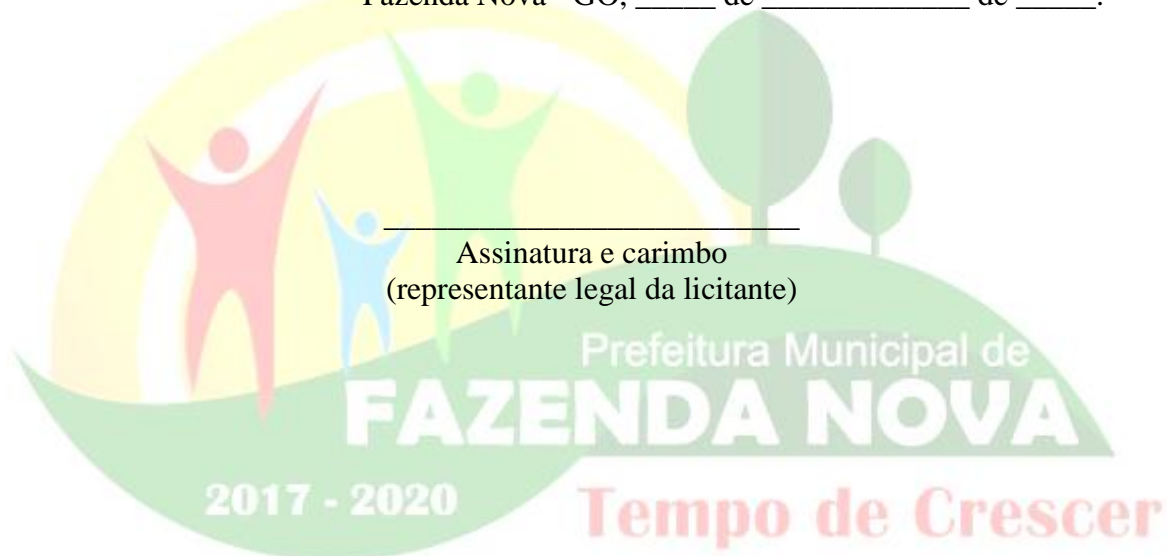 Fazenda Nova - GO, _____ de _____________ de _____.
__________________________
Assinatura e carimbo
(representante legal da licitante)
Prefeitura Municipal de
FAZENDA NOVA
2017 - 2020
Tempo de Crescer